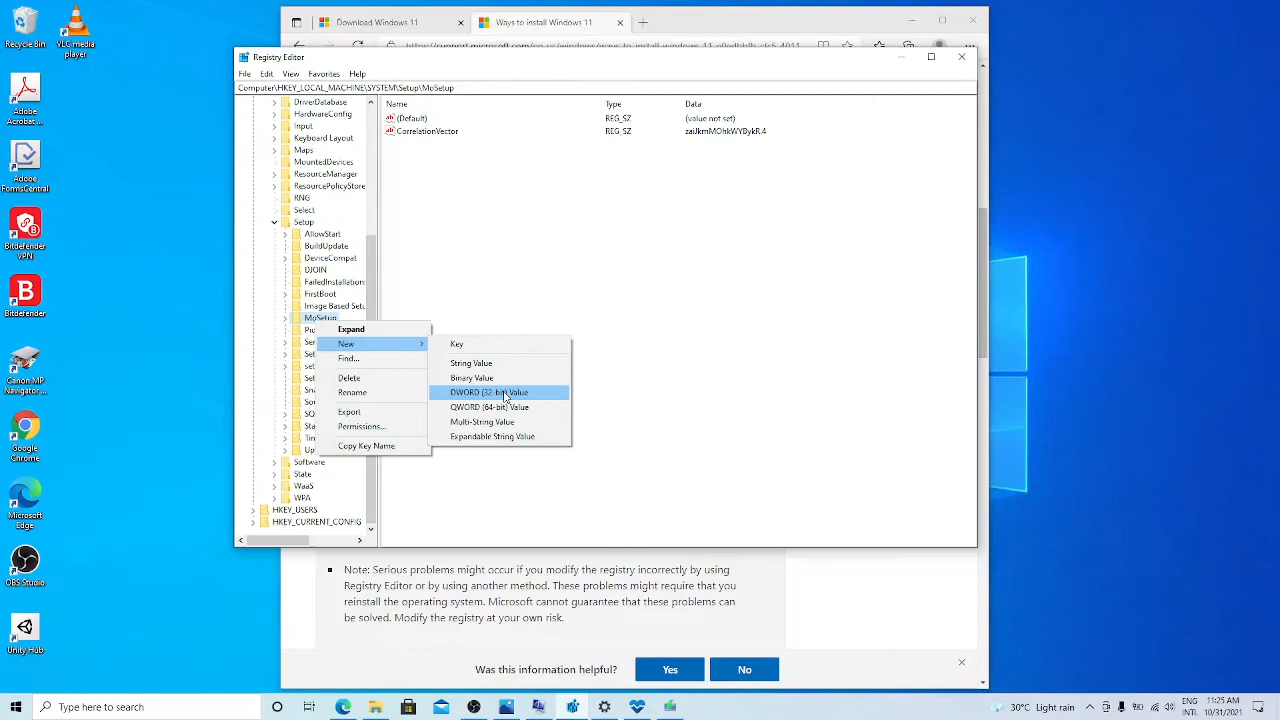 VLC media
Adobe
Acrobat...
Adobe
FormsCentral
Bitdefender
VPN
Bitdefender
Canon MP
Navigator...
Google
Chrome
Microsoft
Edge
OBS Studio
Unity Hub
Download Windows 11
Ways to install Windows 11
Registry Editor
File Edit View Favorites Help
Computer\HKEY_LOCAL_MACHINE\SYSTEM\Setup\MoSetup
DriverDatabase
HardwareConfig
Input
Keyboard Layout
Maps
MountedDevices
ResourceManager
ResourcePolicyStore
RNG
Select
Setup
AllowStart
BuildUpdate
DeviceCompat
DJOIN
FailedInstallations
FirstBoot
Image Based Setu
MoSetup
Software
State
WaaS
WPA
HKEY_USERS
HKEY_CURRENT_CONFIG
Name Type Data
ab (Default) REG_SZ (value not set)
ab CorrelationVector REG_SZ zaiJkmMOhkWYBykR.4
Expand
New
Find...
Delete
Rename
Export
Permissions...
Copy Key Name
Key
String Value
Binary Value
DWORD (32-bit) Value
QWORD (64-bit) Value
Multi-String Value
Expandable String Value
Note: Serious problems might occur if you modify the registry incorrectly by using
Registry Editor or by using another method. These problems might require that you
reinstall the operating system. Microsoft cannot guarantee that these problems can
be solved. Modify the registry at your own risk.
Was this information helpful? Yes No
Type here to search
30°C Light rain
ENG
INTL
11:25 AM
10/31/2021